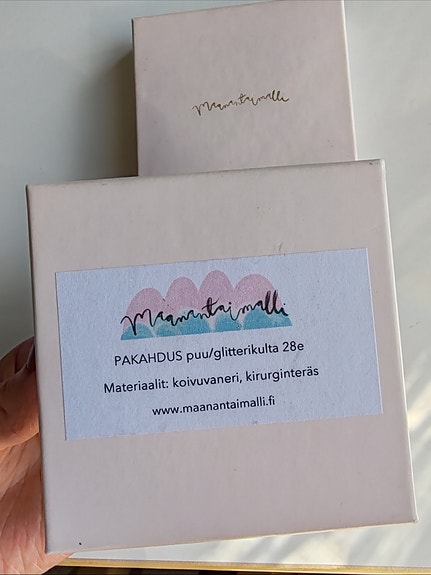 maanantaimalli
maanantaimalli
PAKAHDUS puu/glitterikulta 28e
Materiaalit: koivuvaneri, kirurginteräs
www.maanantaimalli.fi